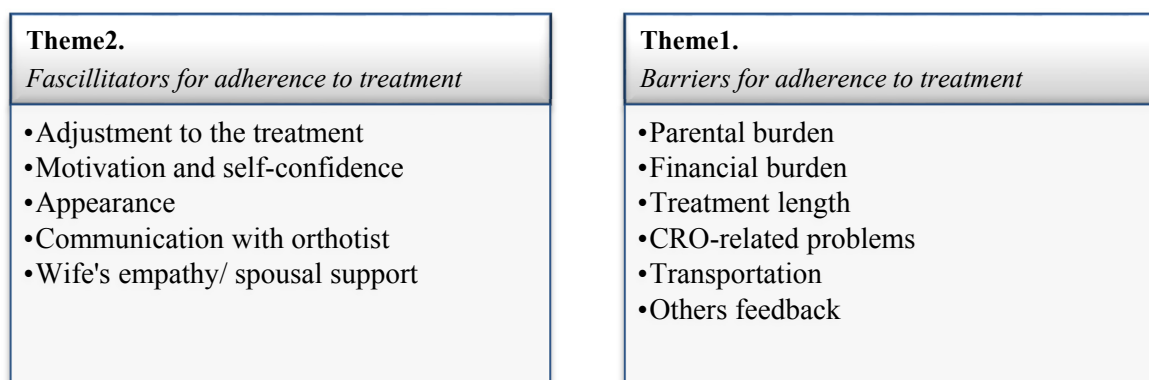 Theme2.
Fascillitators for adherence to treatment
•Adjustment to the treatment
•Motivation and self-confidence
•Appearance
•Communication with orthotist
•Wife's empathy/ spousal support
Theme1.
Barriers for adherence to treatment
•Parental burden
•Financial burden
•Treatment length
•CRO-related problems
•Transportation
•Others feedback